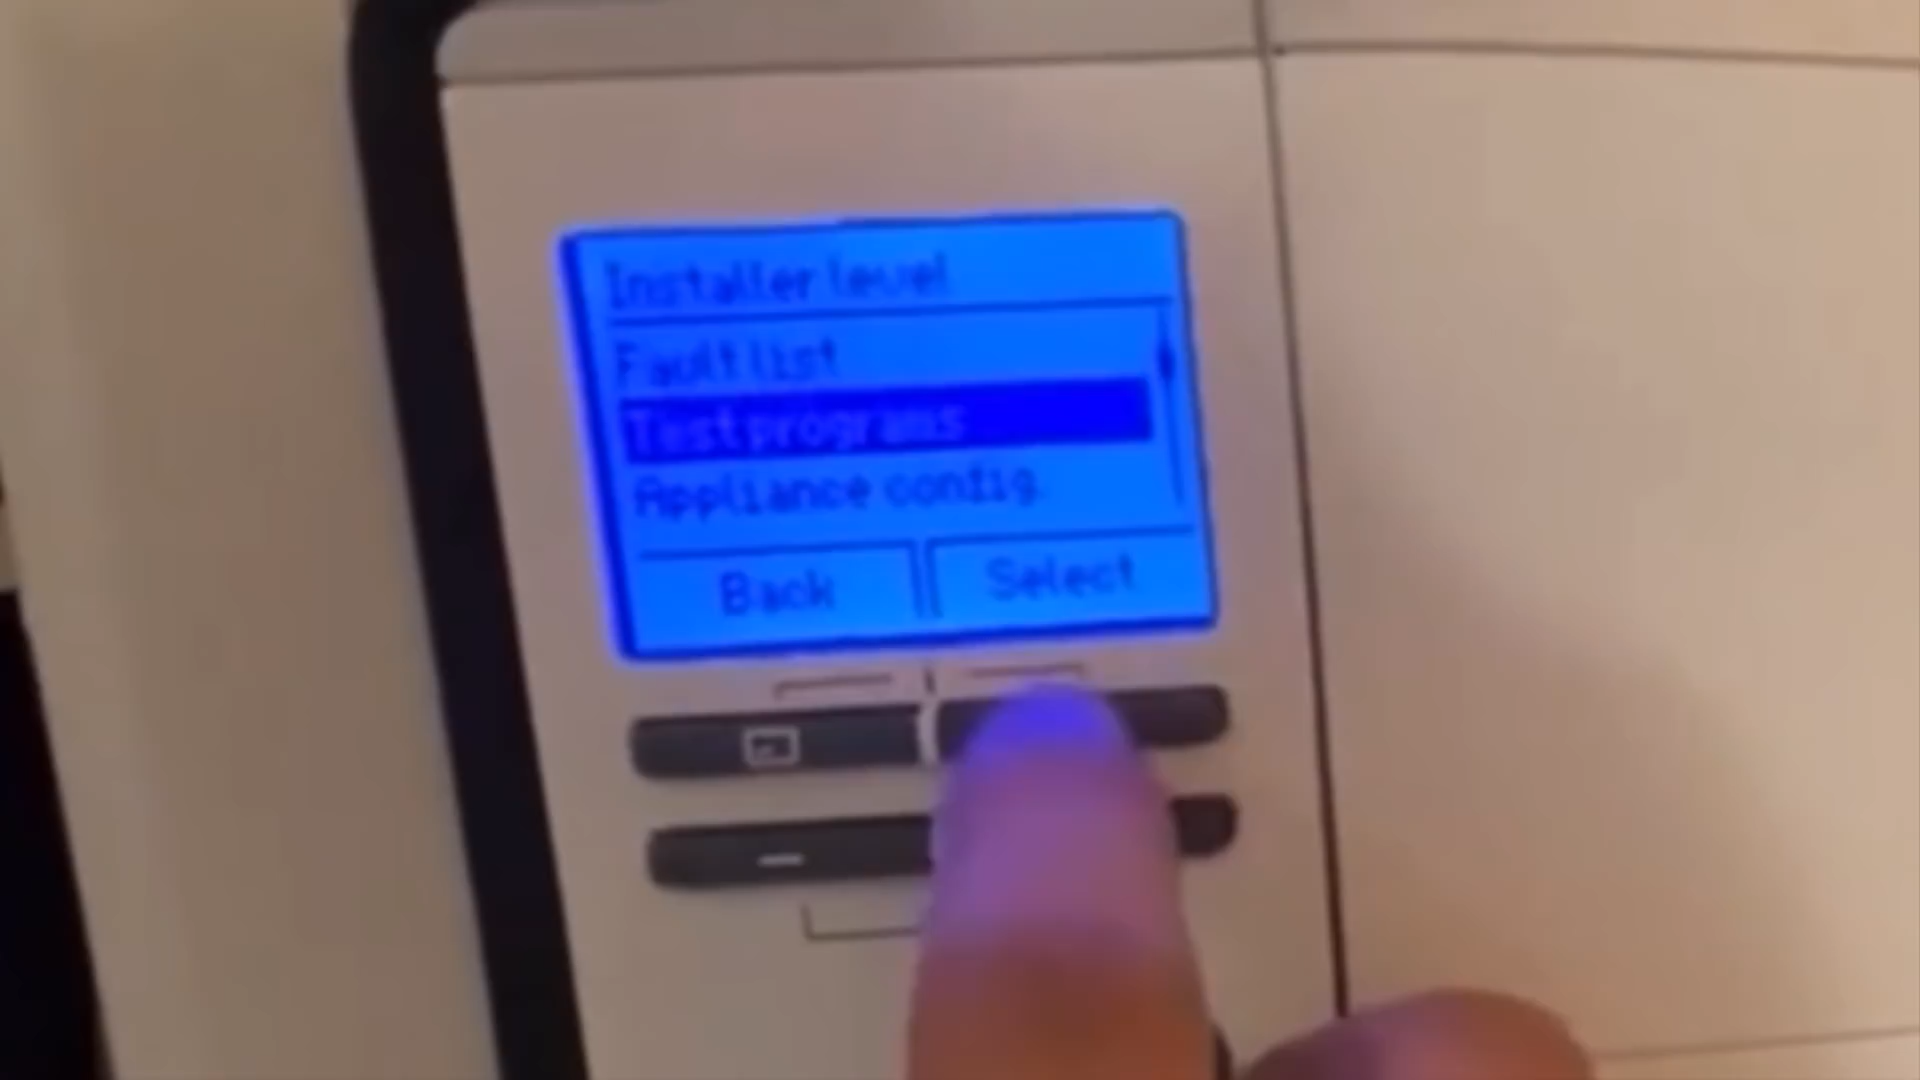 Installer level
Fault list
Test programs
Appliance config.
Back
Select